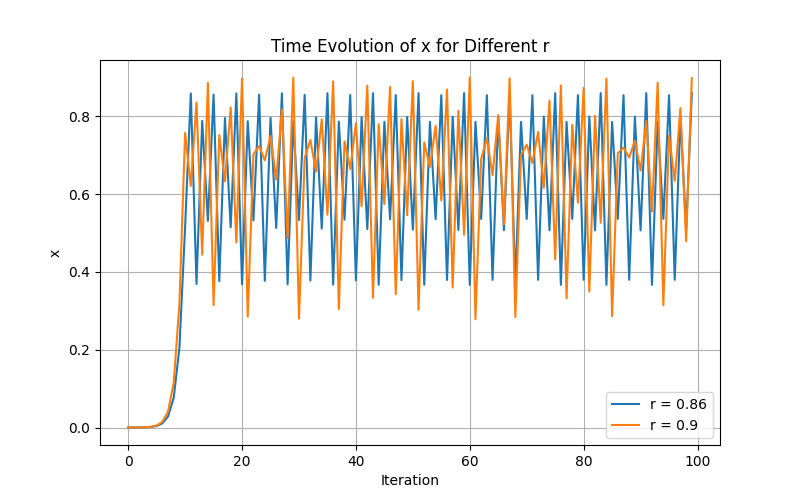 Time Evolution of x for Different r
0.8
0.6
0.4
0.2
0.0
x
0 20 40 60 80 100
Iteration
r = 0.86
r = 0.9